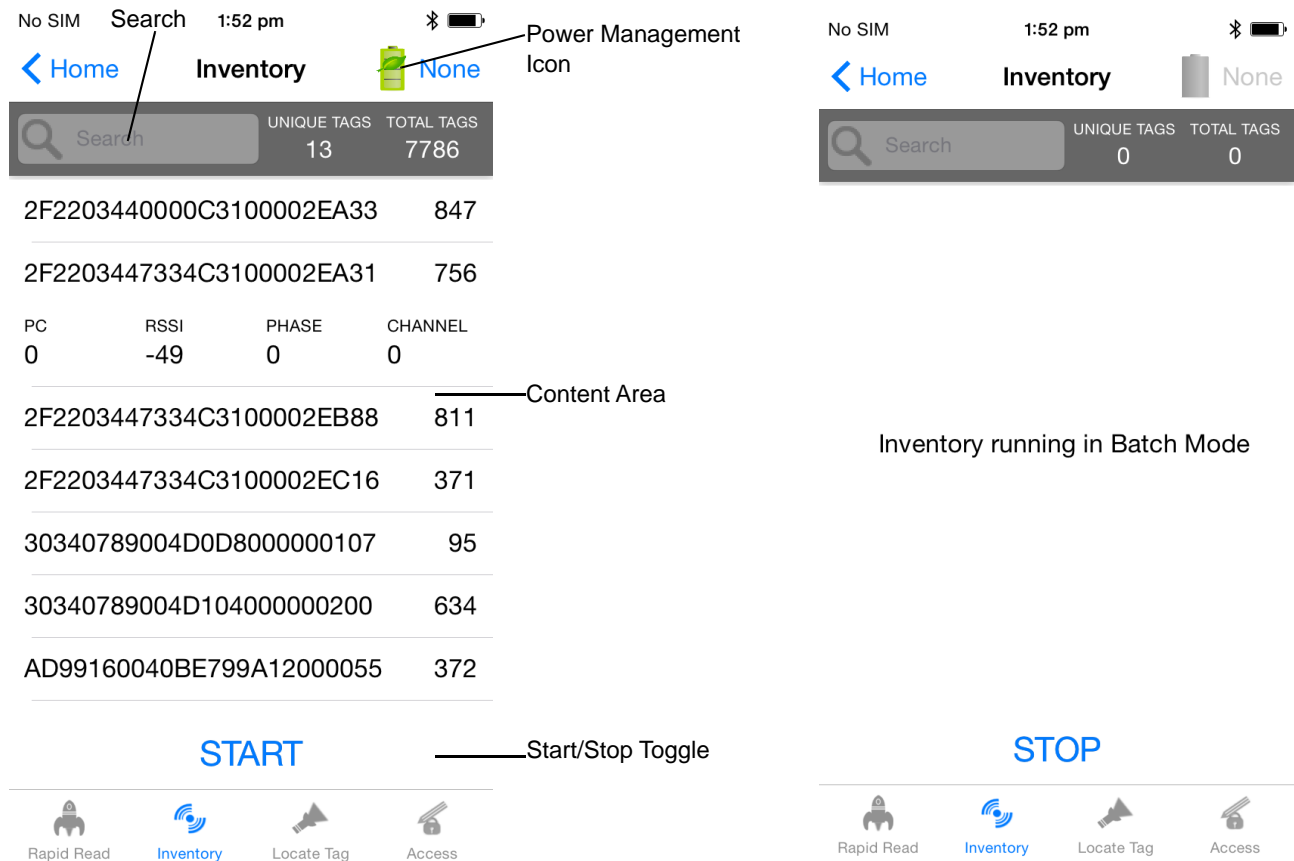 No SIM Search 1:52 pm
Home Inventory None
Power Management
Icon
Search
UNIQUE TAGS TOTAL TAGS
13 7786
2F2203440000C3100002EA33 847
2F2203447334C3100002EA31 756
PC RSSI PHASE CHANNEL
0 -49 0 0
Content Area
2F2203447334C3100002EB88 811
2F2203447334C3100002EC16 371
30340789004D0D8000000107 95
30340789004D104000000200 634
AD99160040BE799A12000055 372
START
Start/Stop Toggle
Rapid Read Inventory Locate Tag Access
No SIM 1:52 pm
Home Inventory None
Search
UNIQUE TAGS TOTAL TAGS
0 0
Inventory running in Batch Mode
STOP
Rapid Read Inventory Locate Tag Access